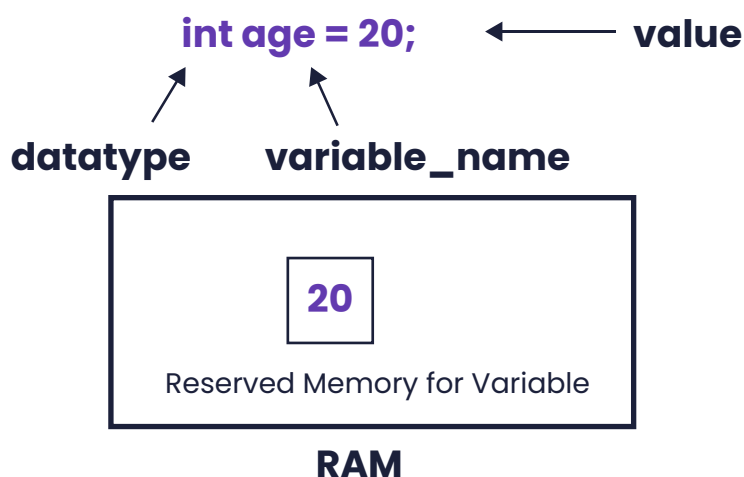 int age = 20;
value
datatype
variable_name
20
Reserved Memory for Variable
RAM